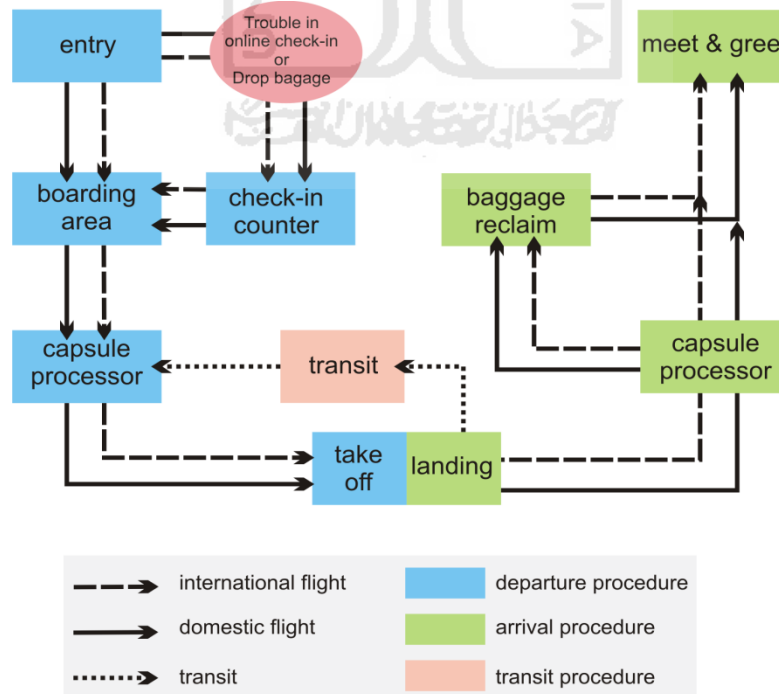 entry
Trouble in
online check-in
or
Drop bagage
meet & gree
boarding
area
check-in
counter
baggage
reclaim
capsule
processor
transit
capsule
processor
take
off
landing
international flight
departure procedure
domestic flight
arrival procedure
transit
transit procedure